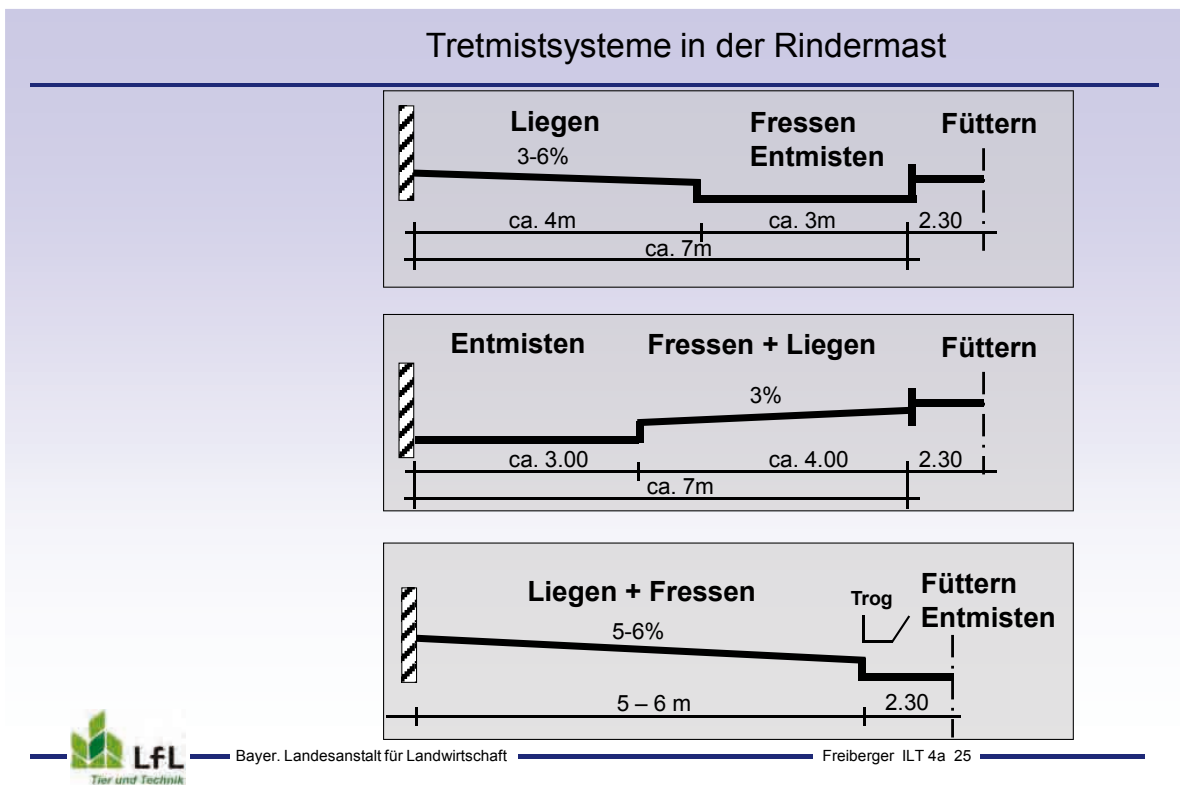 Tretmistsysteme in der Rindermast
Liegen
Fressen
Entmisten
Füttern
3-6%
ca. 4m
ca. 3m
2.30
ca. 7m
Entmisten
Fressen + Liegen
Füttern
3%
ca. 3.00
ca. 4.00
2.30
ca. 7m
Liegen + Fressen
Trog
Füttern
Entmisten
5-6%
5 – 6 m
2.30
LfL
Tier und Technik
Bayer. Landesanstalt für Landwirtschaft
Freiberger ILT 4a 25